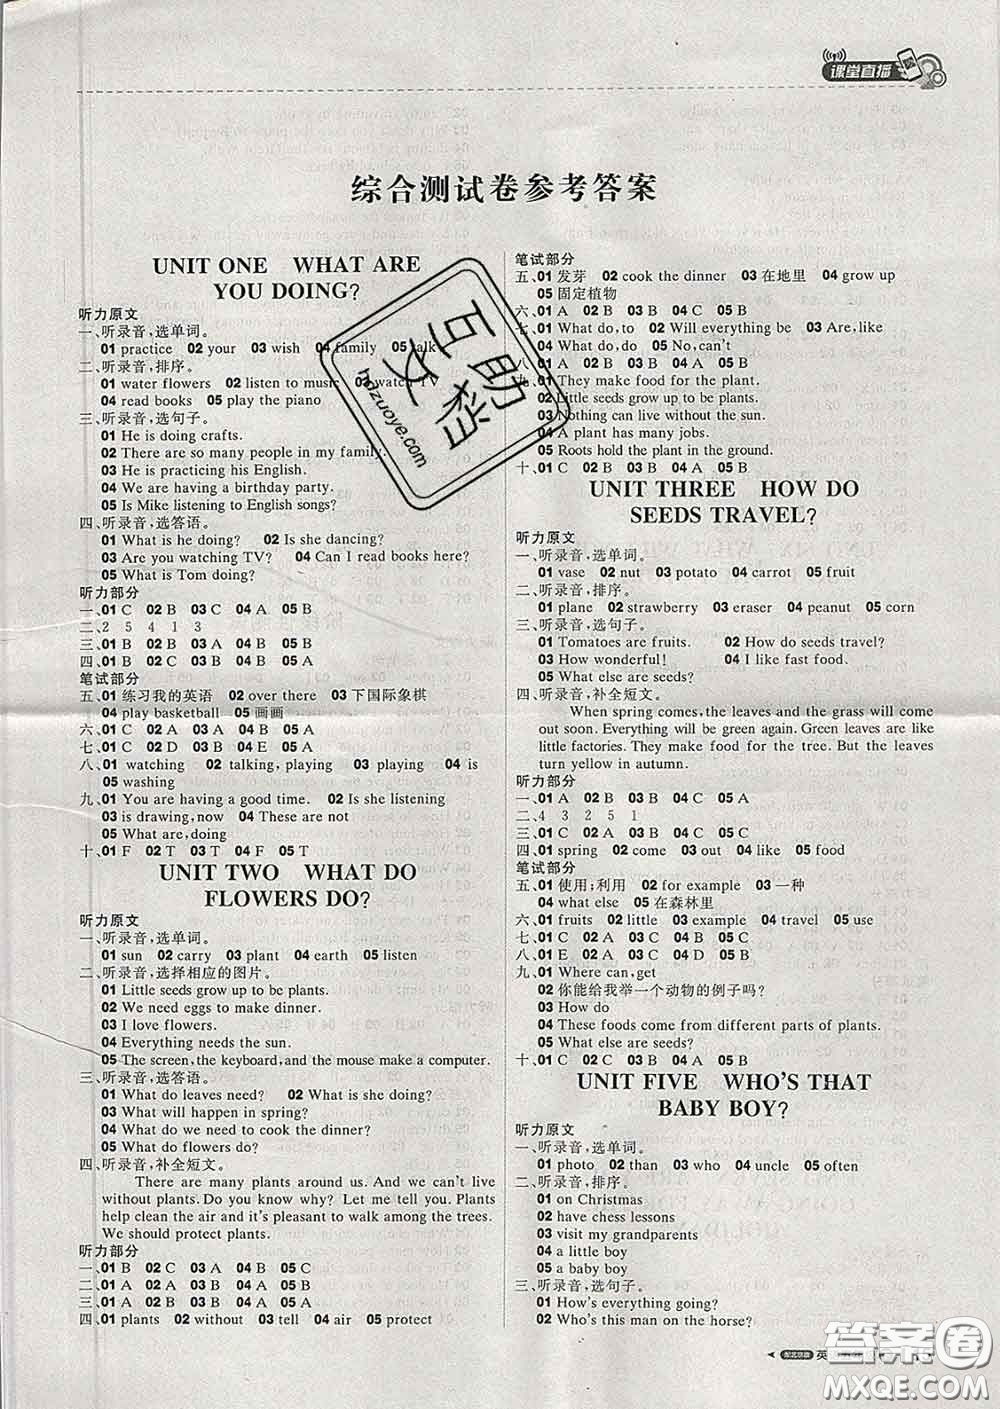 课堂直播
综合测试卷参考答案
UNIT ONE WHAT ARE
YOU DOING?
听力原文
一、听录音,选单词。
01 practice 02 your 03 wish 04 family 05 talk
二、听录音,排序。
01 water flowers 02 listen to music 03 watch TV
04 read books 05 play the piano
三、听录音,选句子。
01 He is doing crafts.
02 There are so many people in my family.
03 He is practicing his English.
04 We are having a birthday party.
05 Is Mike listening to English songs?
四、听录音,选答语。
01 What is he doing? 02 Is she dancing?
03 Are you watching TV? 04 Can I read books here?
05 What is Tom doing?
听力部分
一、01 C 02 B 03 C 04 A 05 B
二、2 5 4 1 3
三、01 B 02 B 03 A 04 B 05 A
四、01 B 02 A 03 B 04 A 05 B
笔试部分
五、01 练习我的英语 02 over there 03 下国际象棋
04 play basketball 05 画画
六、01 C 02 A 03 A 04 B 05 A
七、01 C 02 D 03 B 04 E 05 A
八、01 watching 02 talking, playing 03 playing 04 is
05 washing
九、01 You are having a good time. 02 Is she listening
03 is drawing, now 04 These are not
05 What are, doing
十、01 F 02 T 03 T 04 F 05 T
UNIT TWO WHAT DO
FLOWERS DO?
听力原文
一、听录音,选单词。
01 sun 02 carry 03 plant 04 earth 05 listen
二、听录音,选择相应的图片。
01 Little seeds grow up to be plants.
02 We need eggs to make dinner.
03 I love flowers.
04 Everything needs the sun.
05 The screen, the keyboard, and the mouse make a computer.
三、听录音,选答语。
01 What do leaves need? 02 What is she doing?
03 What will happen in spring?
04 What do we need to cook the dinner?
05 What do flowers do?
四、听录音,补全短文。
There are many plants around us. And we can't live
without plants. Do you know why? Let me tell you. Plants
help clean the air and it's pleasant to walk among the trees.
We should protect plants.
听力部分
一、01 B 02 C 03 A 04 B 05 C
二、01 A 02 A 03 B 04 A 05 B
三、01 A 02 B 03 A 04 B 05 B
四、01 plants 02 without 03 tell 04 air 05 protect
笔试部分
五、01 发芽 02 cook the dinner 03 在地里 04 grow up
05 固定植物
六、01 A 02 B 03 B 04 C 05 B
七、01 What do, to 02 Will everything be 03 Are, like
04 What do, do 05 No, can't
八、01 A 02 B 03 B 04 A 05 B
九、01 They make food for the plant.
02 Little seeds grow up to be plants.
03 Nothing can live without the sun.
04 A plant has many jobs.
05 Roots hold the plant in the ground.
十、01 C 02 B 03 C 04 A 05 B
UNIT THREE HOW DO
SEEDS TRAVEL?
听力原文
一、听录音,选单词。
01 vase 02 nut 03 potato 04 carrot 05 fruit
二、听录音,排序。
01 plane 02 strawberry 03 eraser 04 peanut 05 corn
三、听录音,选句子。
01 Tomatoes are fruits. 02 How do seeds travel?
03 How wonderful! 04 I like fast food.
05 What else are seeds?
四、听录音,补全短文。
When spring comes, the leaves and the grass will come
out soon. Everything will be green again. Green leaves are like
little factories. They make food for the tree. But the leaves
turn yellow in autumn.
听力部分
一、01 A 02 B 03 B 04 C 05 A
二、4 3 2 5 1
三、01 C 02 A 03 B 04 C 05 C
四、01 spring 02 come 03 out 04 like 05 food
笔试部分
五、01 使用;利用 02 for example 03 一种
04 what else 05 在森林里
六、01 fruits 02 little 03 example 04 travel 05 use
七、01 C 02 C 03 A 04 B 05 C
八、01 E 02 A 03 C 04 D 05 B
九、01 Where can, get
02 你能给我举一个动物的例子吗?
03 How do
04 These foods come from different parts of plants.
05 What else are seeds?
十、01 C 02 C 03 C 04 A 05 B
UNIT FIVE WHO'S THAT
BABY BOY?
听力原文
一、听录音,选单词。
01 photo 02 than 03 who 04 uncle 05 often
二、听录音,排序。
01 on Christmas
02 have chess lessons
03 visit my grandparents
04 a little boy
05 a baby boy
三、听录音,选句子。
01 How's everything going?
02 Who's this man on the horse?
互助文档
hdzuoye.com
答案圈
MXQE.COM